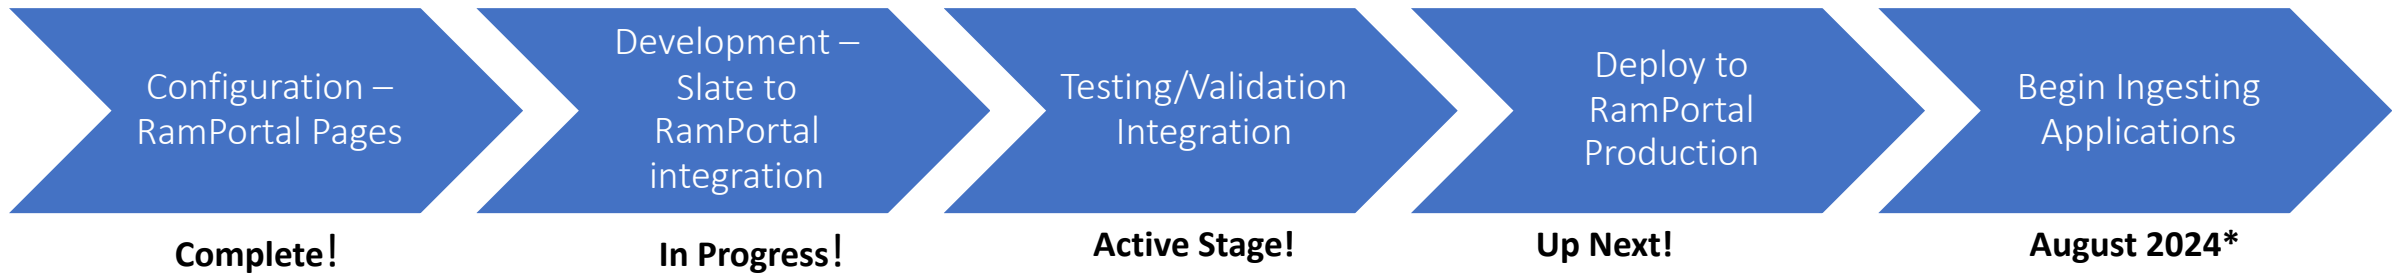 Configuration –
RamPortal Pages
Development –
Slate to
RamPortal
integration
Testing/Validation
Integration
Deploy to
RamPortal
Production
Begin Ingesting
Applications
Complete!
In Progress!
Active Stage!
Up Next!
August 2024*